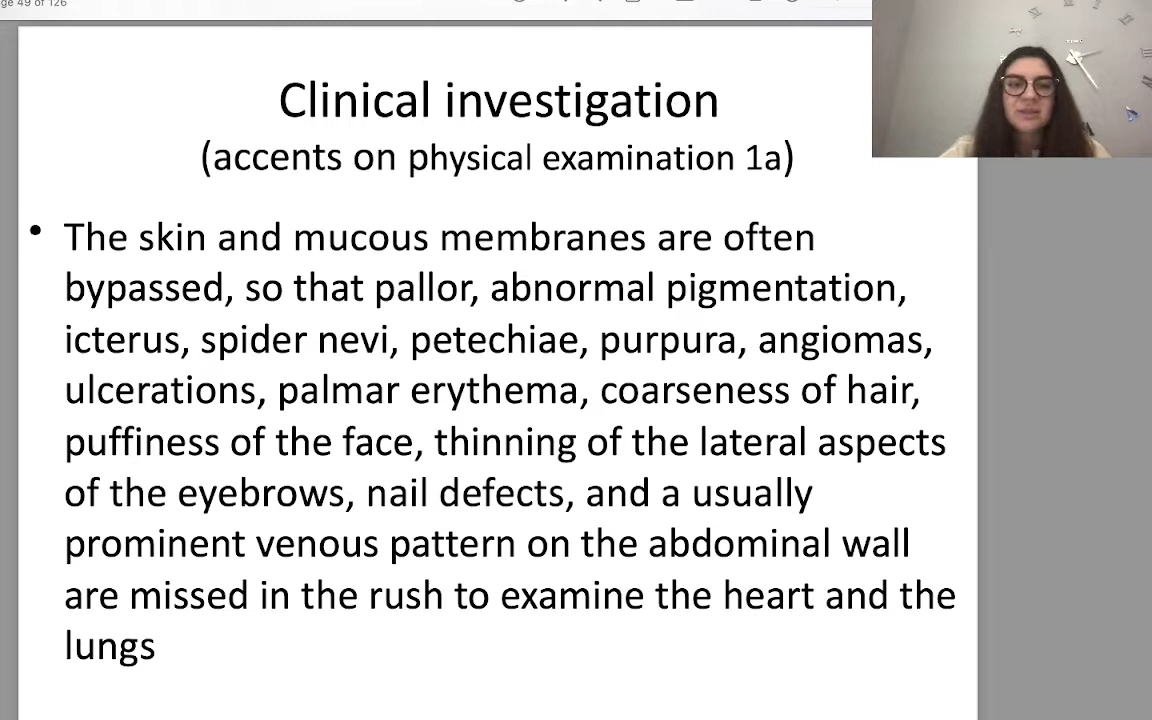 ge 49 of 126
Clinical investigation
(accents on physical examination 1a)
• The skin and mucous membranes are often
bypassed, so that pallor, abnormal pigmentation,
icterus, spider nevi, petechiae, purpura, angiomas,
ulcerations, palmar erythema, coarseness of hair,
puffiness of the face, thinning of the lateral aspects
of the eyebrows, nail defects, and a usually
prominent venous pattern on the abdominal wall
are missed in the rush to examine the heart and the
lungs